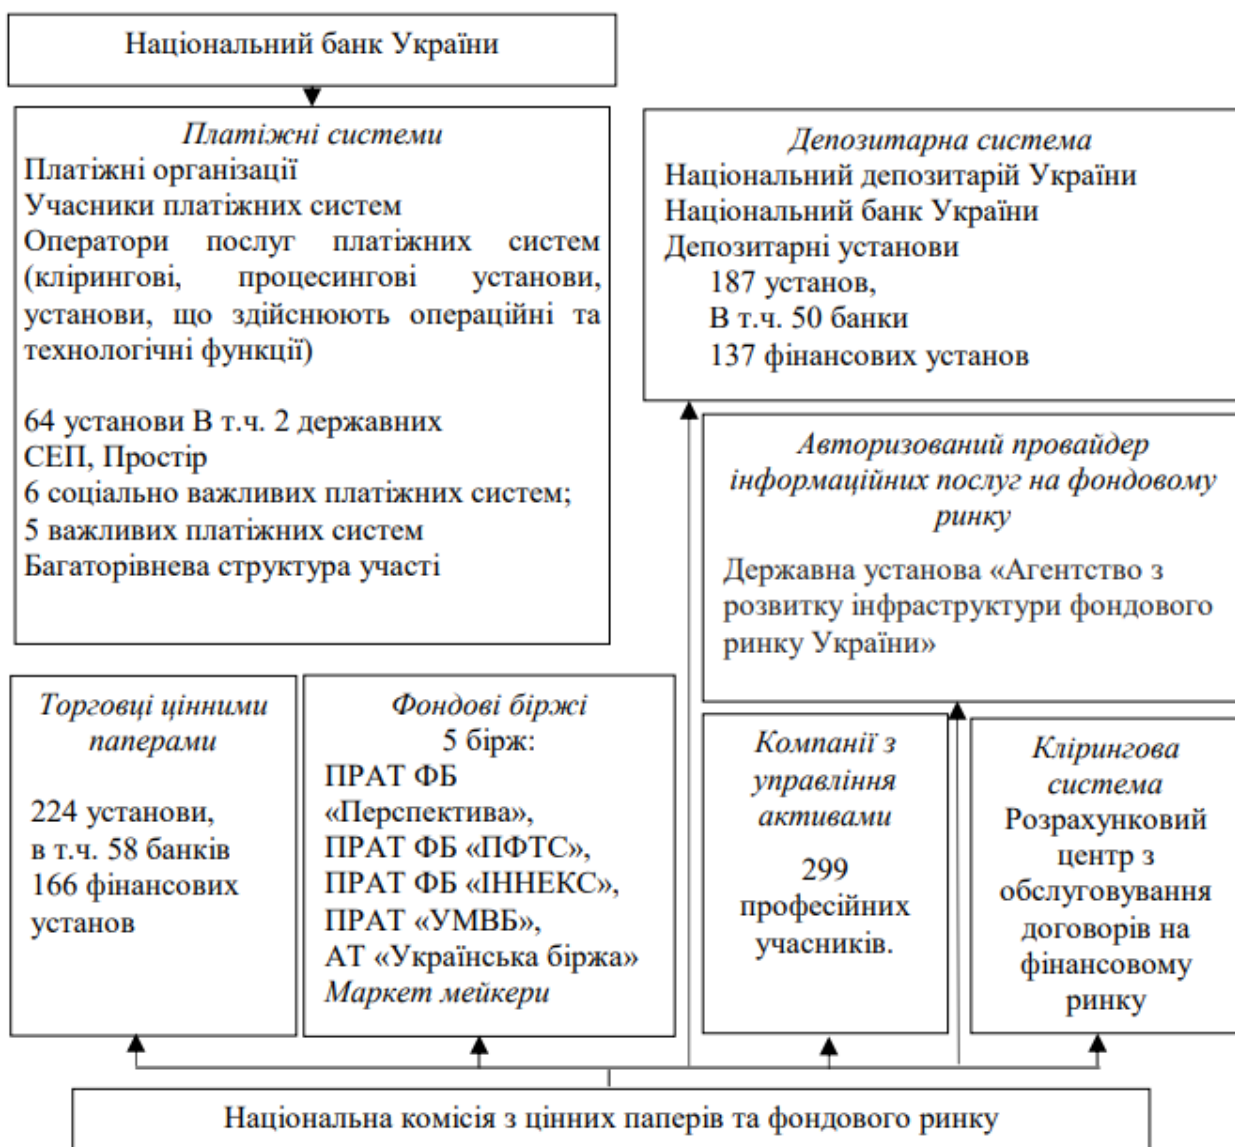 Національний банк України
Платіжні системи
Платіжні організації
Учасники платіжних систем
Оператори послуг платіжних систем
(клірингові, процесингові установи,
установи, що здійснюють операційні та
технологічні функції)
64 установи В т.ч. 2 державних
СЕП, Простір
6 соціально важливих платіжних систем;
5 важливих платіжних систем
Багаторівнева структура участі
Депозитарна система
Національний депозитарій України
Національний банк України
Депозитарні установи
187 установ,
В т.ч. 50 банки
137 фінансових установ
Авторизований провайдер
інформаційних послуг на фондовому
ринку
Державна установа «Агентство з
розвитку інфраструктури фондового
ринку України»
Торговці цінними
паперами
224 установи,
в т.ч. 58 банків
166 фінансових
установ
Фондові біржі
5 бірж:
ПРАТ ФБ
«Перспектива»,
ПРАТ ФБ «ПФТС»,
ПРАТ ФБ «ІННЕКС»,
ПРАТ «УМВБ»,
АТ «Українська біржа»
Маркет мейкери
Компанії з
управління
активами
299
професійних
учасників.
Клірингова
система
Розрахунковий
центр з
обслуговування
договорів на
фінансовому
ринку
Національна комісія з цінних паперів та фондового ринку